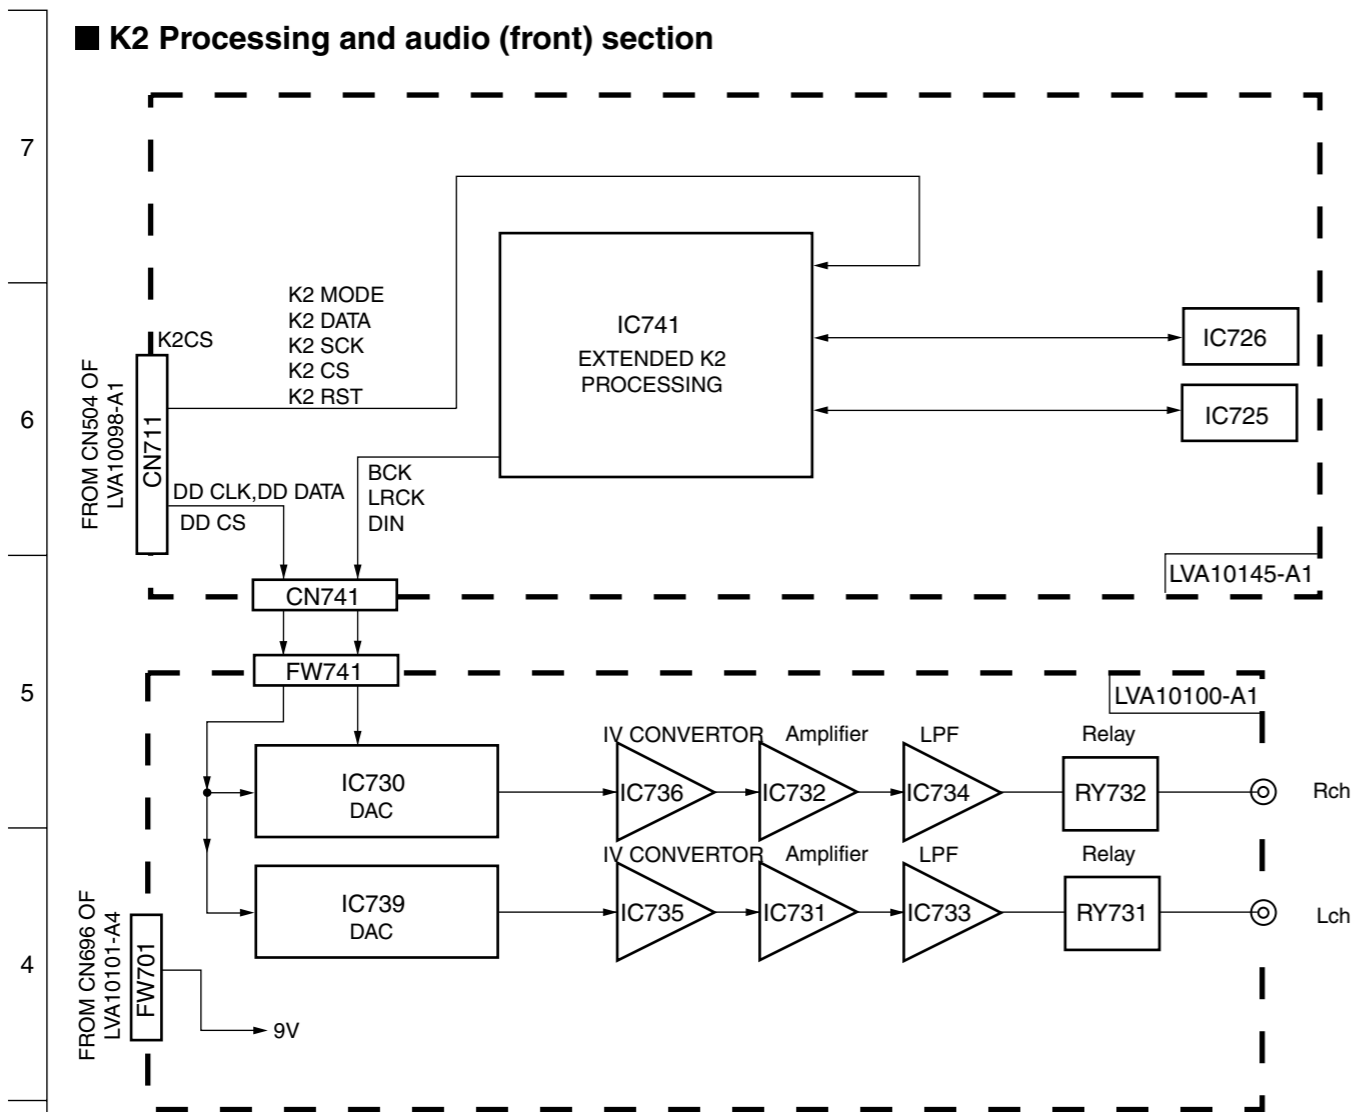 ■ K2 Processing and audio (front) section
7
6
5
4
K2 MODE
K2 DATA
K2 SCK
K2 CS
K2 RST
K2CS
FROM CN504 OF
LVA10098-A1
CN711
DD CLK,DD DATA
DD CS
BCK
LRCK
DIN
IC741
EXTENDED K2
PROCESSING
IC726
IC725
LVA10145-A1
CN741
FW741
LVA10100-A1
IC730
DAC
IV CONVERTOR
IC736
Amplifier
IC732
LPF
IC734
Relay
RY732
Rch
IC739
DAC
IV CONVERTOR
IC735
Amplifier
IC731
LPF
IC733
Relay
RY731
Lch
FROM CN696 OF
LVA10101-A4
FW701
9V